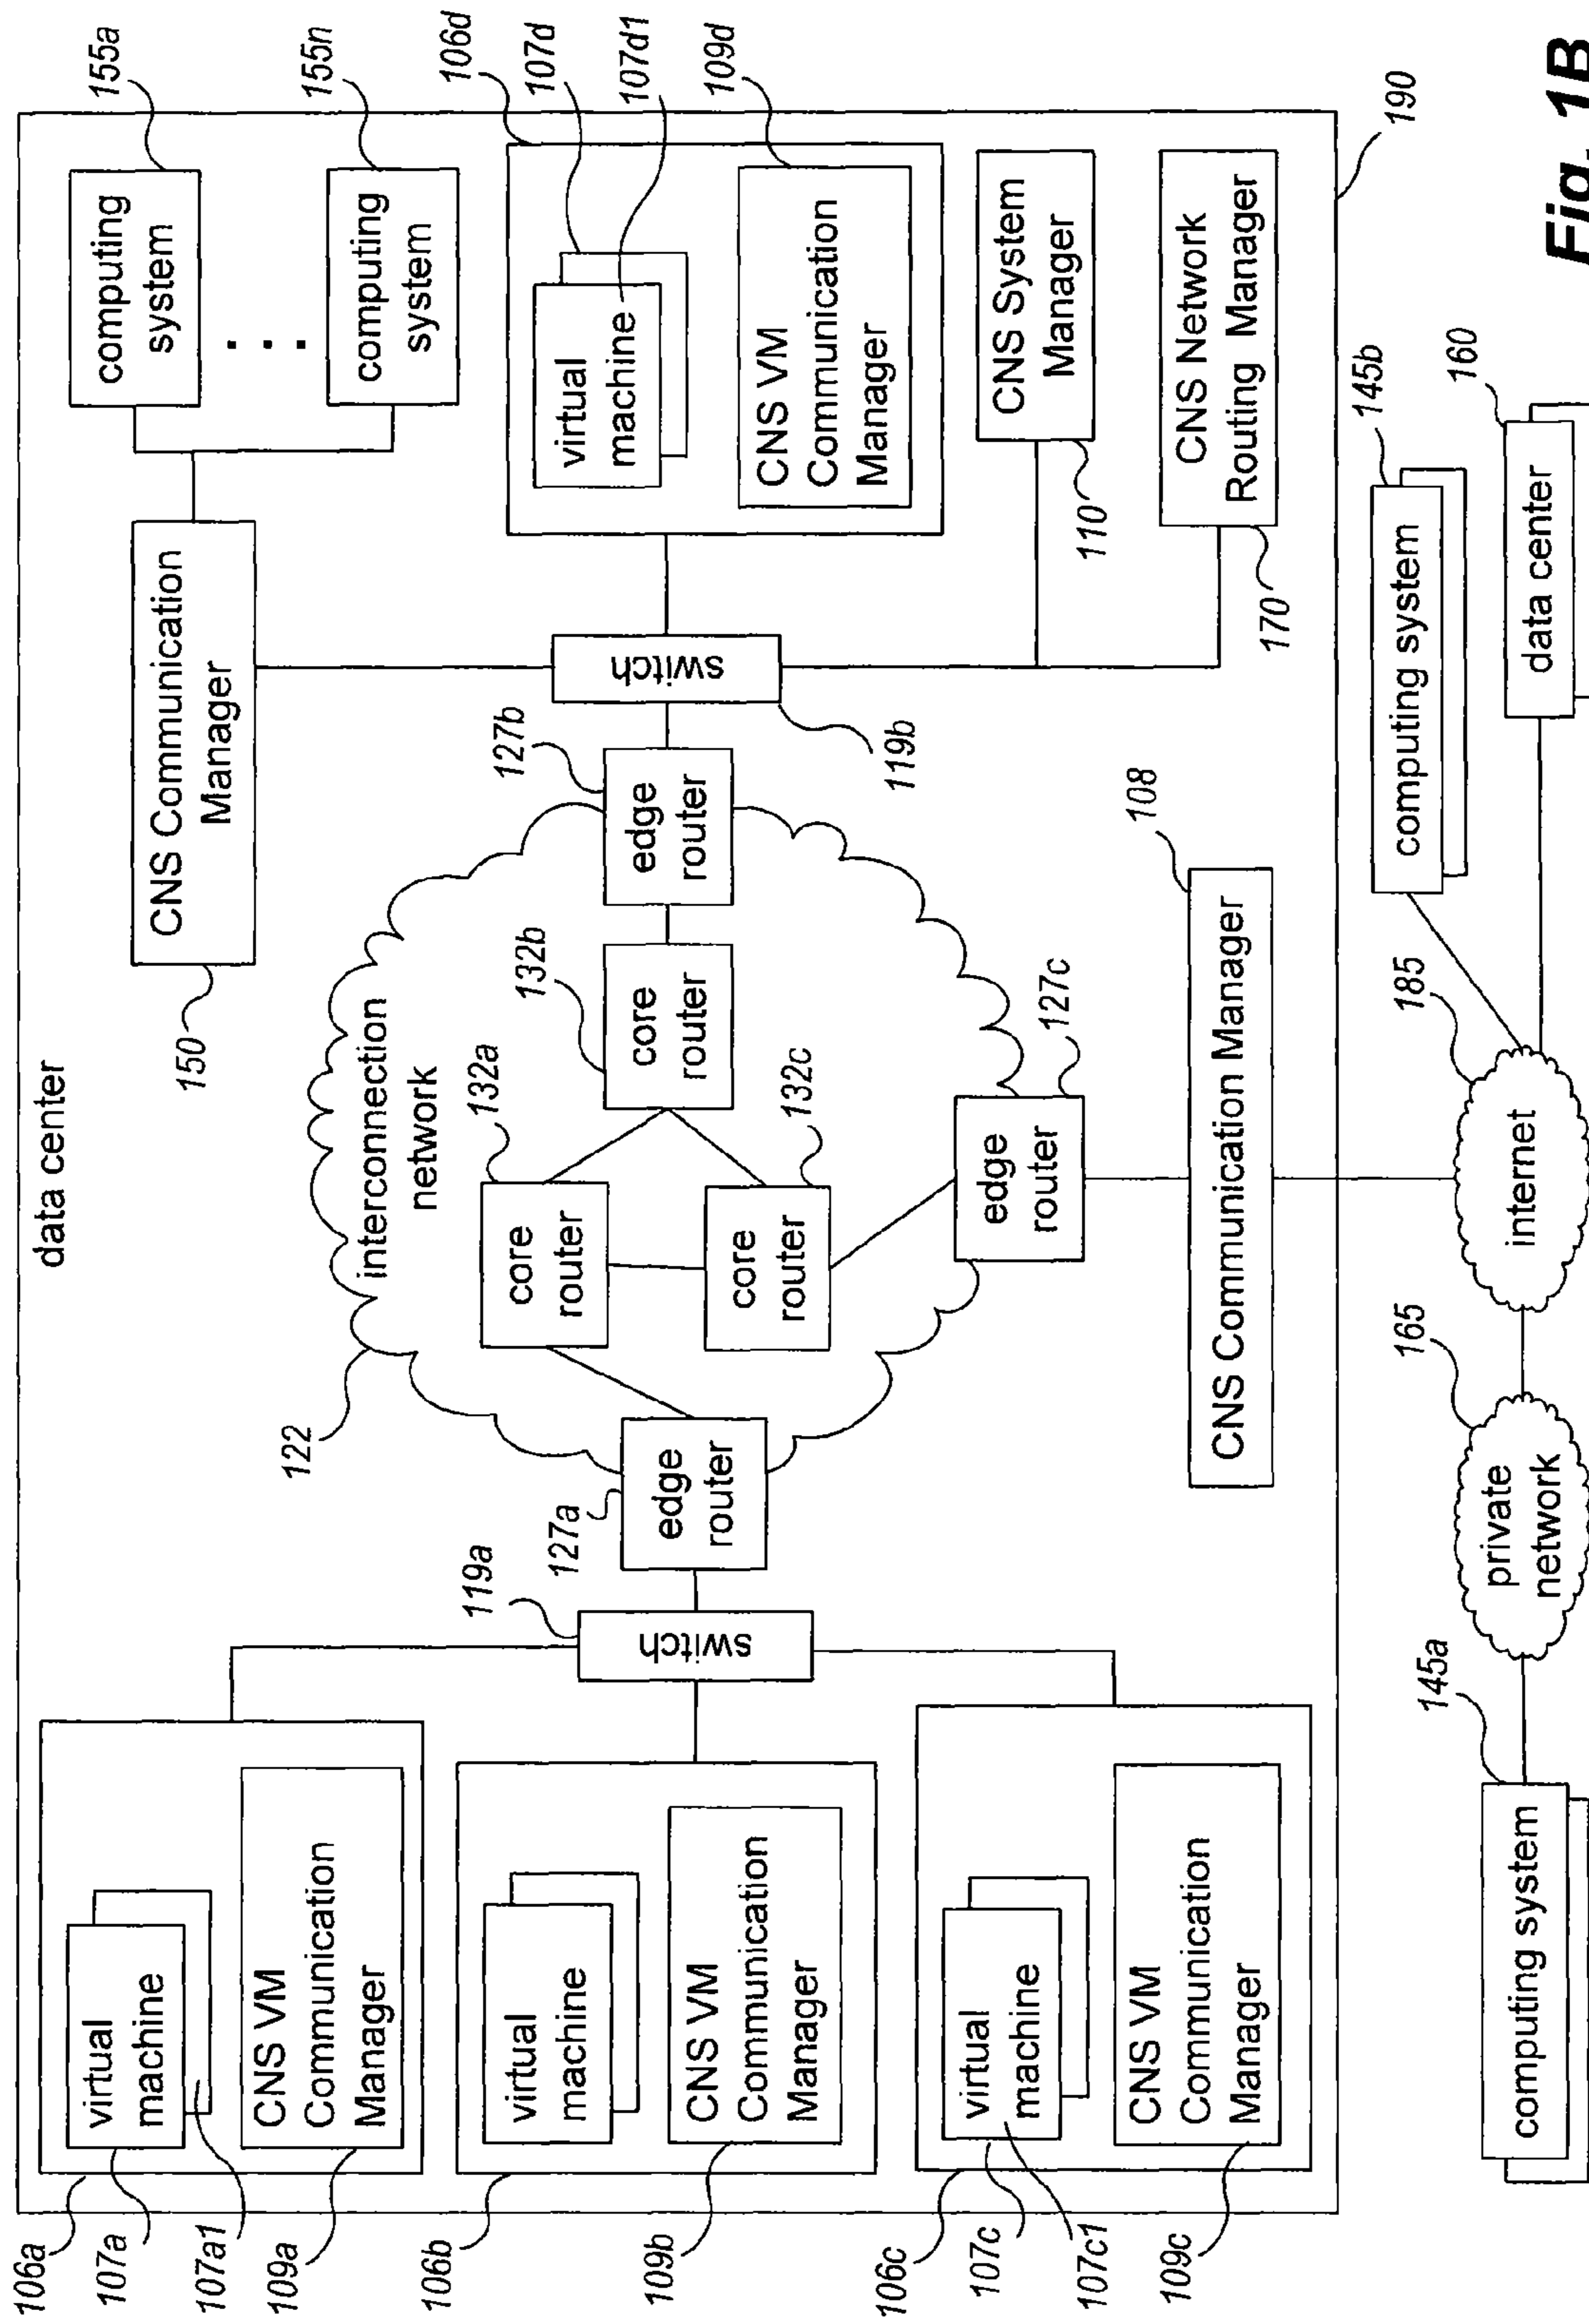 data center
106a
107a
107a1
109a
virtual
machine
CNS VM
Communication
Manager
106b
109b
virtual
machine
CNS VM
Communication
Manager
106c
107c
107c1
109c
virtual
machine
CNS VM
Communication
Manager
119a
switch
127a
edge
router
122
interconnection
network
132a
core
router
132b
core
router
132c
core
router
127b
edge
router
127c
edge
router
119b
switch
150
CNS Communication
Manager
155a
computing
system
. . .
155n
computing
system
106d
107d
107d1
109d
virtual
machine
CNS VM
Communication
Manager
110
CNS System
Manager
170
CNS Network
Routing Manager
108
CNS Communication Manager
190
145a
computing system
165
private
network
185
internet
145b
computing system
160
data center
Fig. 1B